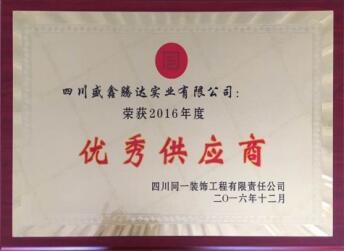 四川盛鑫腾达实业有限公司：
荣获2016年度
优秀供应商
四川同一装饰工程有限责任公司
二〇一六年十二月